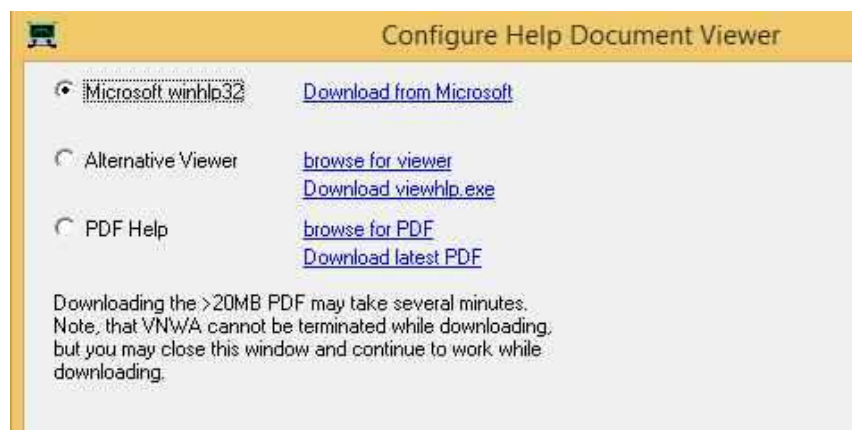 Configure Help Document Viewer
Microsoft winhlp32 Download from Microsoft
Alternative Viewer browse for viewer
Download viewhlp.exe
PDF Help browse for PDF
Download latest PDF
Downloading the >20MB PDF may take several minutes.
Note, that VNWA cannot be terminated while downloading,
but you may close this window and continue to work while
downloading.